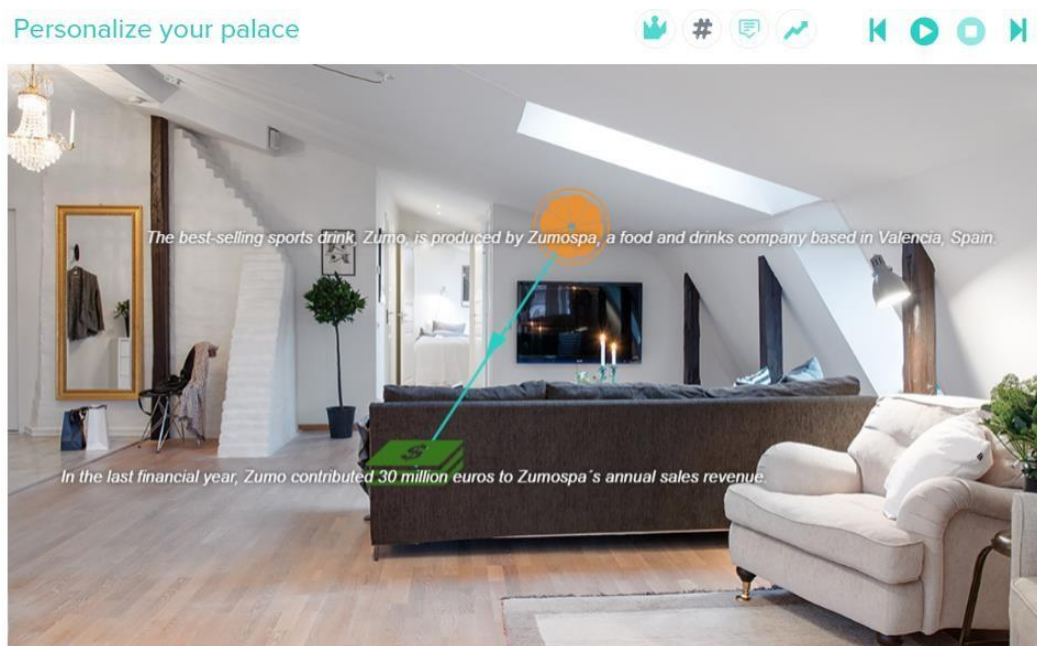 Personalize your palace
#
The best-selling sports drink, Zumo, is produced by Zumospa, a food and drinks company based in Valencia, Spain.
$
In the last financial year, Zumo contributed 30 million euros to Zumospa´s annual sales revenue.